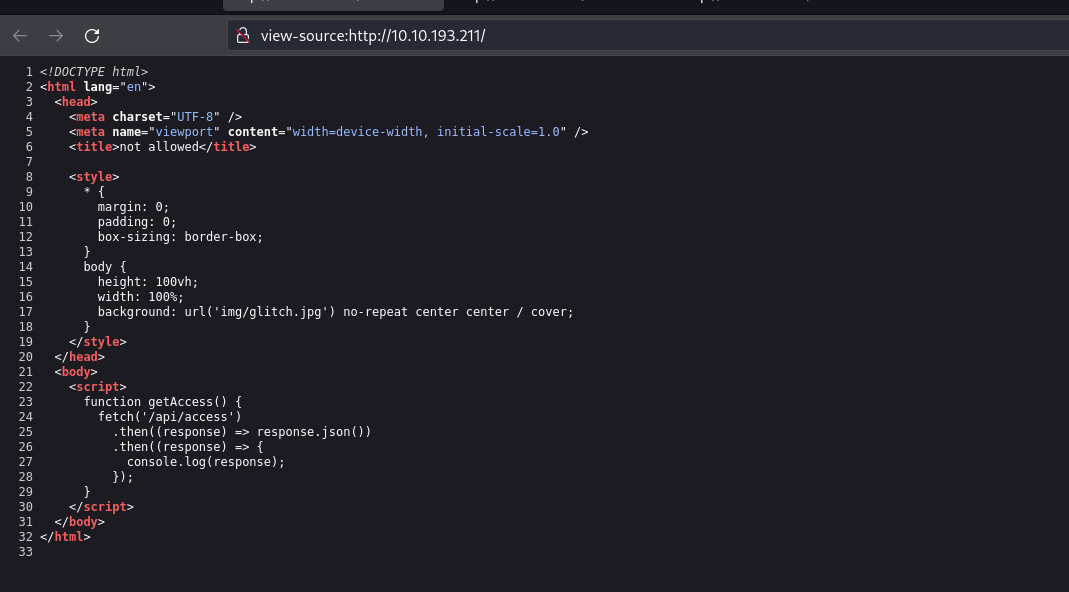 view-source:http://10.10.193.211/
1 <!DOCTYPE html>
2 <html lang="en">
3   <head>
4     <meta charset="UTF-8" />
5     <meta name="viewport" content="width=device-width, initial-scale=1.0" />
6     <title>not allowed</title>
7
8     <style>
9       * {
10         margin: 0;
11         padding: 0;
12         box-sizing: border-box;
13       }
14       body {
15         height: 100vh;
16         width: 100%;
17         background: url('img/glitch.jpg') no-repeat center center / cover;
18       }
19     </style>
20   </head>
21   <body>
22     <script>
23       function getAccess() {
24         fetch('/api/access')
25           .then((response) => response.json())
26           .then((response) => {
27             console.log(response);
28           });
29       }
30     </script>
31   </body>
32 </html>
33